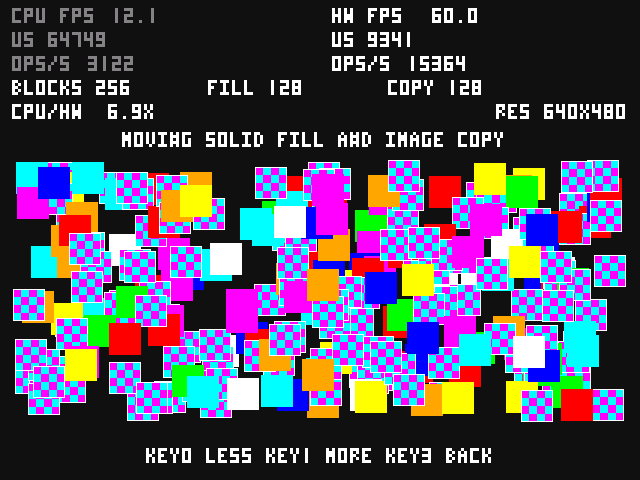 CPU FPS 12.1 HW FPS 60.0
US 64749 US 9341
OPS/S 3122 OPS/S 15364
BLOCKS 256 FILL 128 COPY 128
CPU/HW 6.9X RES 640X480
MOVING SOLID FILL AND IMAGE COPY
KEY0 LESS KEY1 MORE KEY3 BACK